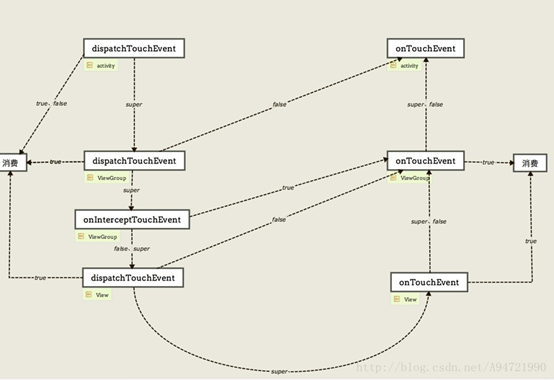 dispatchTouchEvent
activity
onTouchEvent
activity
true、false
super
false
super、false
消费
true
dispatchTouchEvent
ViewGroup
onTouchEvent
ViewGroup
true
消费
super
true
onInterceptTouchEvent
ViewGroup
false
super、false
false、super
true
true
dispatchTouchEvent
View
onTouchEvent
View
super
http://blog.csdn.net/A94721990